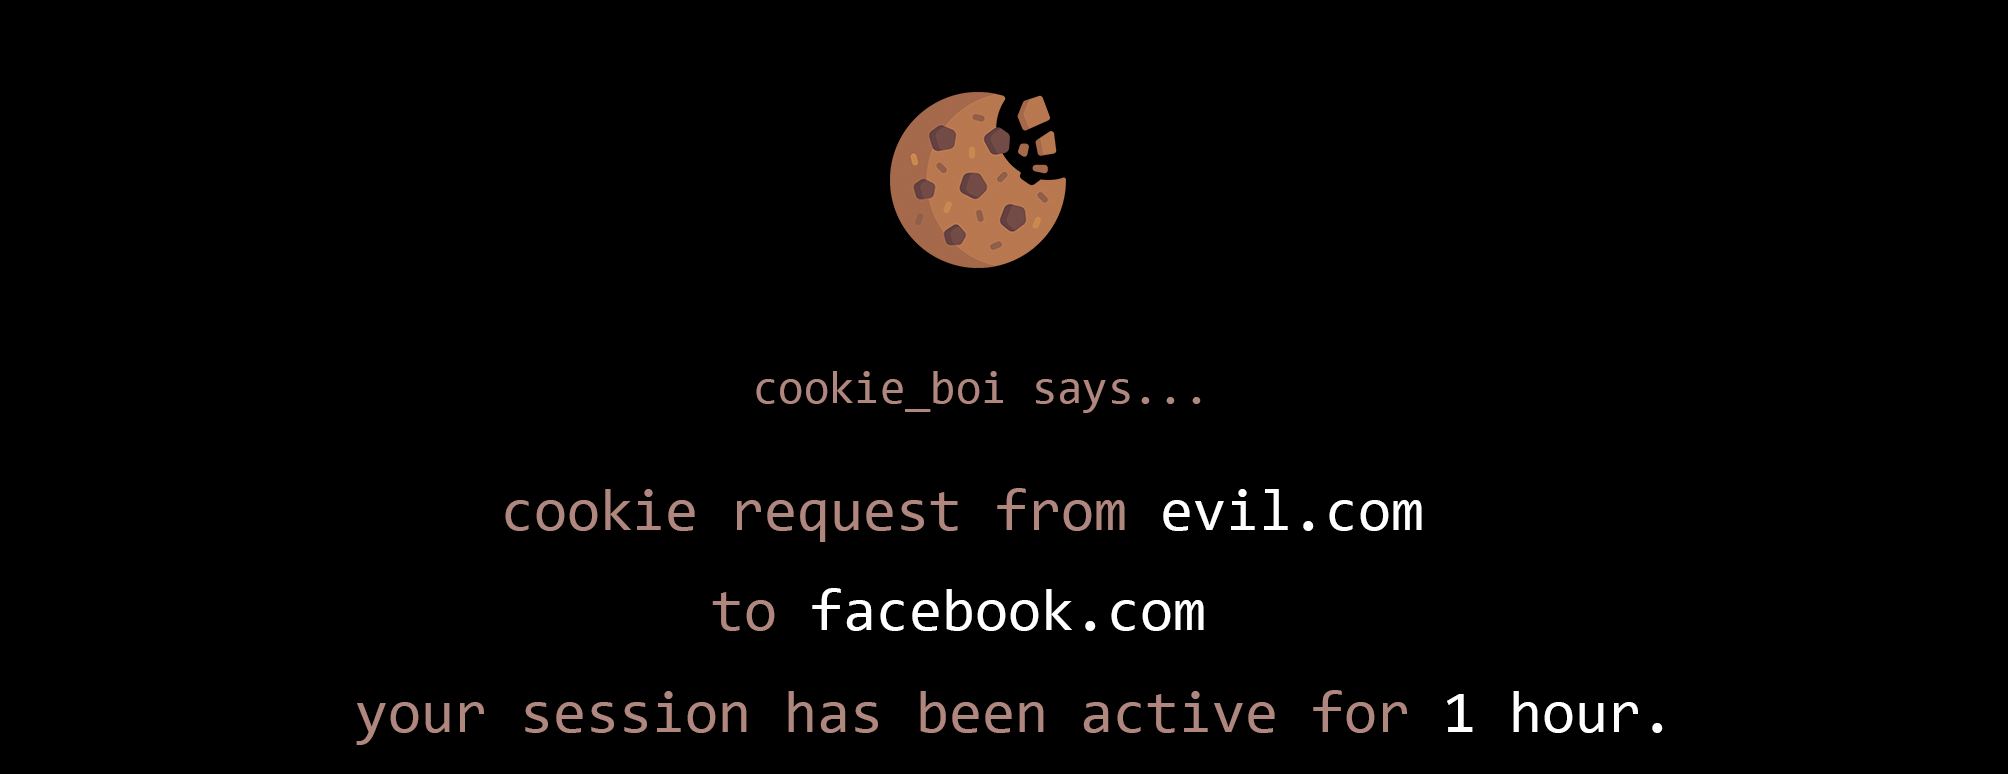 cookie_boi says...
cookie request from evil.com
to facebook.com
your session has been active for 1 hour.